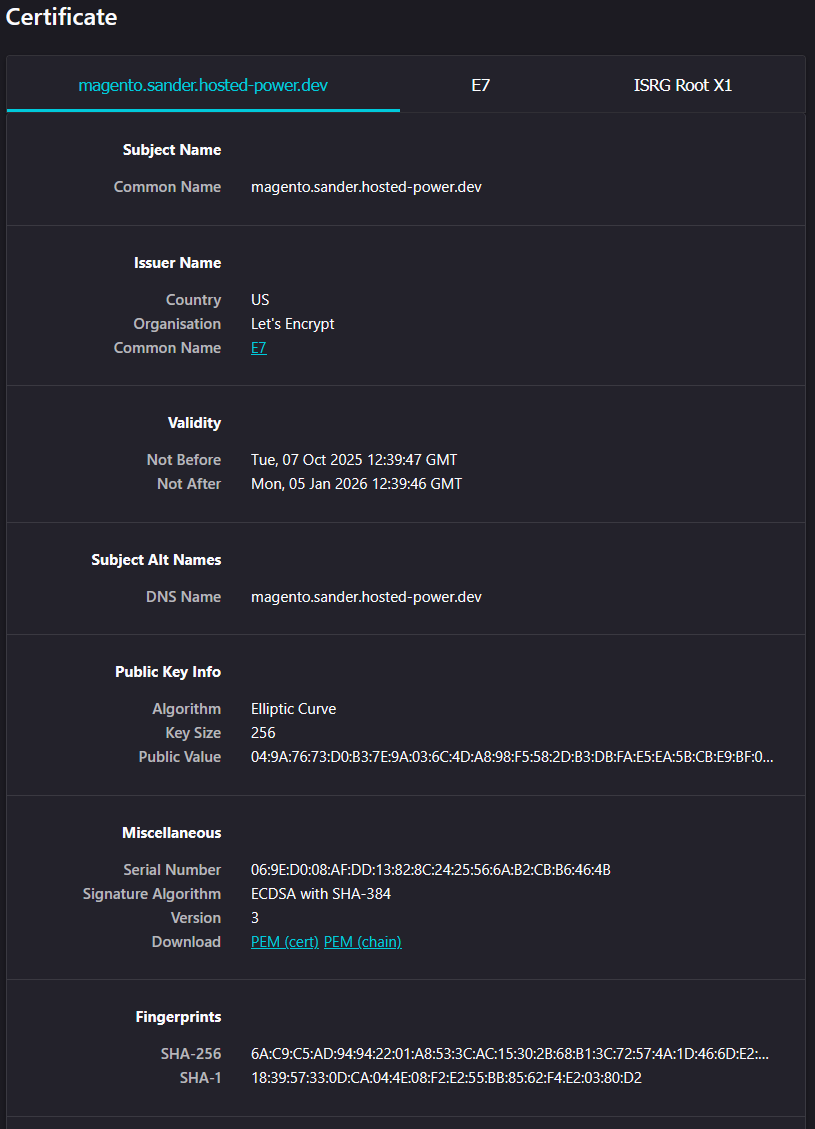 Certificate
magento.sander.hosted-power.dev E7 ISRG Root X1
Subject Name
Common Name magento.sander.hosted-power.dev
Issuer Name
Country US
Organisation Let's Encrypt
Common Name E7
Validity
Not Before Tue, 07 Oct 2025 12:39:47 GMT
Not After Mon, 05 Jan 2026 12:39:46 GMT
Subject Alt Names
DNS Name magento.sander.hosted-power.dev
Public Key Info
Algorithm Elliptic Curve
Key Size 256
Public Value 04:9A:76:73:D0:B3:7E:9A:03:6C:4D:A8:98:F5:58:2D:B3:DB:FA:E5:EA:5B:CB:E9:BF:0...
Miscellaneous
Serial Number 06:9E:D0:08:AF:DD:13:82:8C:24:25:56:6A:B2:CB:B6:46:4B
Signature Algorithm ECDSA with SHA-384
Version 3
Download PEM (cert) PEM (chain)
Fingerprints
SHA-256 6A:C9:C5:AD:94:94:22:01:A8:53:3C:AC:15:30:2B:68:B1:3C:72:57:4A:1D:46:6D:E2:...
SHA-1 18:39:57:33:0D:CA:04:4E:08:F2:E2:55:BB:85:62:F4:E2:03:80:D2